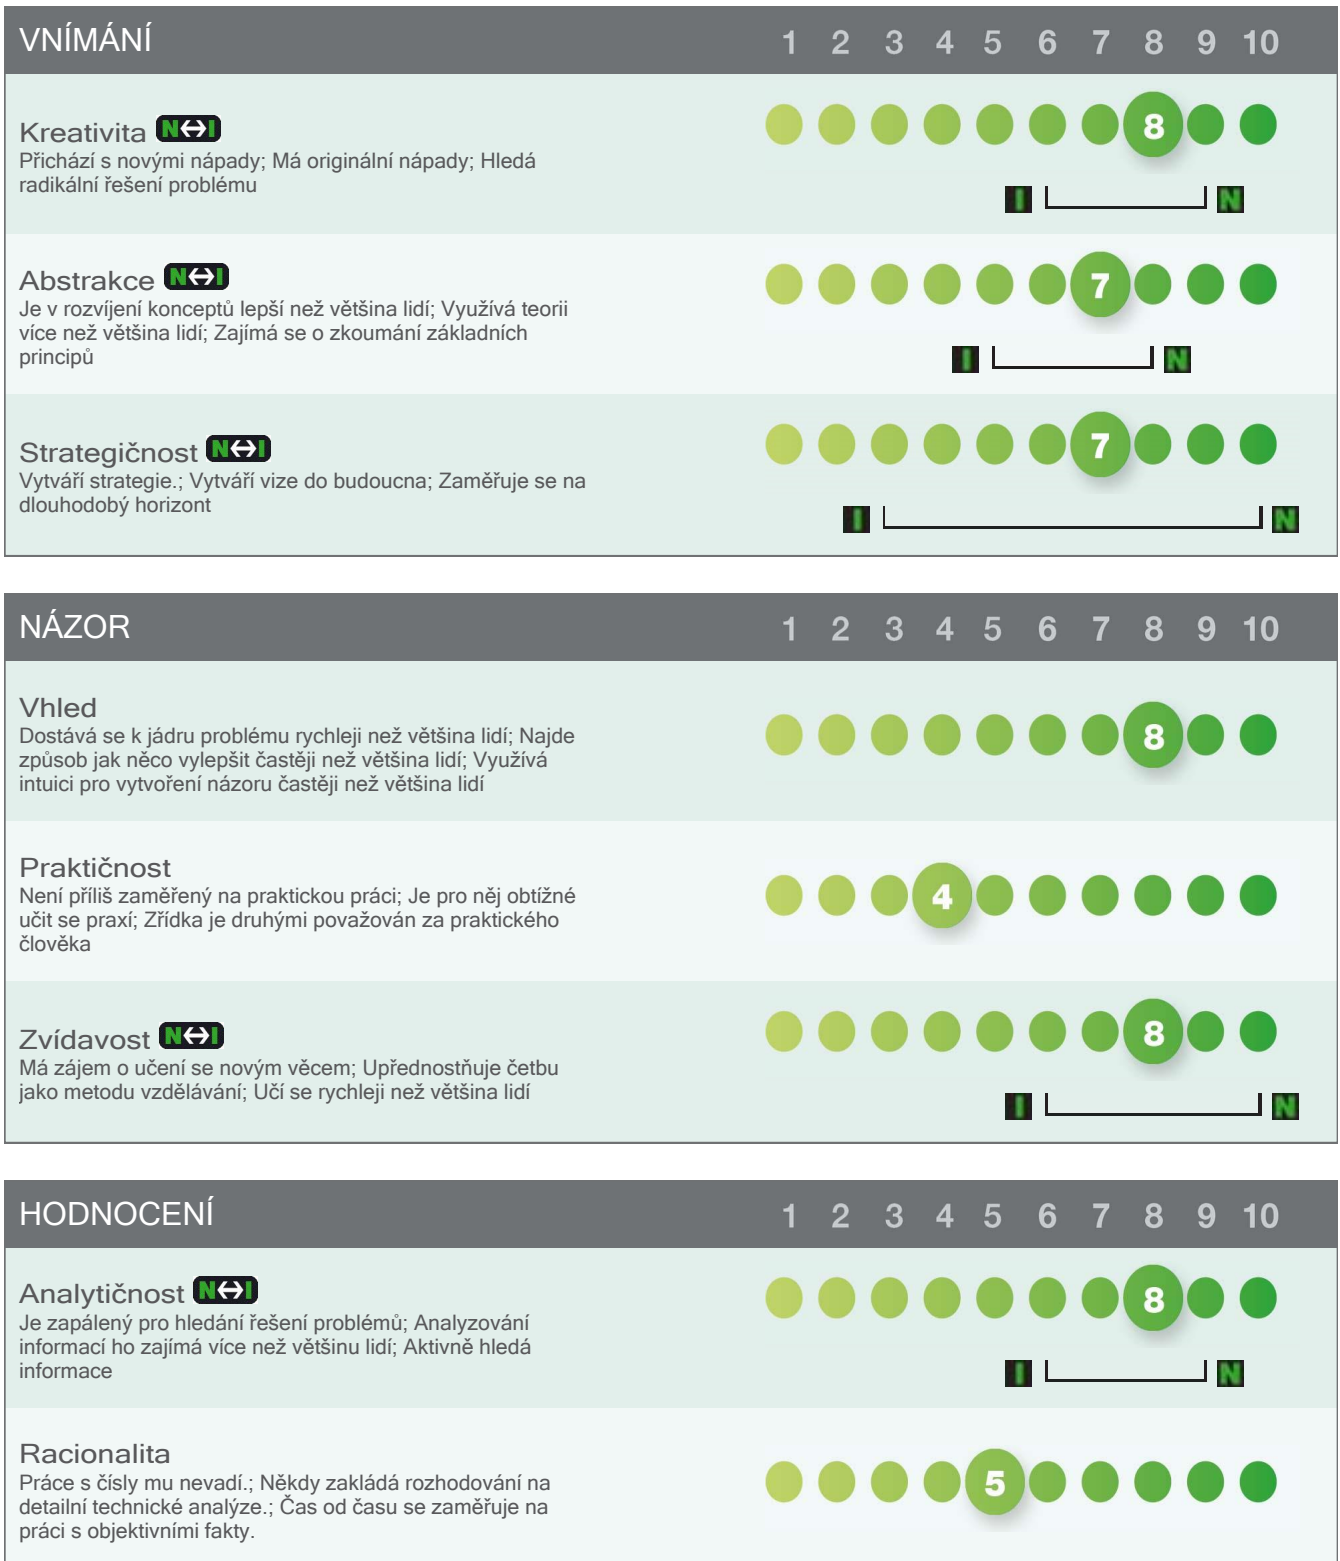 VNÍMÁNÍ 1 2 3 4 5 6 7 8 9 10
Kreativita N↔I
Přichází s novými nápady; Má originální nápady; Hledá
radikální řešení problému
8
I N
Abstrakce N↔I
Je v rozvíjení konceptů lepší než většina lidí; Využívá teorii
více než většina lidí; Zajímá se o zkoumání základních
principů
7
I N
Strategičnost N↔I
Vytváří strategie.; Vytváří vize do budoucna; Zaměřuje se na
dlouhodobý horizont
7
I N
NÁZOR 1 2 3 4 5 6 7 8 9 10
Vhled
Dostává se k jádru problému rychleji než většina lidí; Najde
způsob jak něco vylepšit častěji než většina lidí; Využívá
intuici pro vytvoření názoru častěji než většina lidí
8
Praktičnost
Není příliš zaměřený na praktickou práci; Je pro něj obtížné
učit se praxí; Zřídka je druhými považován za praktického
člověka
4
Zvídavost N↔I
Má zájem o učení se novým věcem; Upřednostňuje četbu
jako metodu vzdělávání; Učí se rychleji než většina lidí
8
I N
HODNOCENÍ 1 2 3 4 5 6 7 8 9 10
Analytičnost N↔I
Je zapálený pro hledání řešení problémů; Analyzování
informací ho zajímá více než většinu lidí; Aktivně hledá
informace
8
I N
Racionalita
Práce s čísly mu nevadí.; Někdy zakládá rozhodování na
detailní technické analýze.; Čas od času se zaměřuje na
práci s objektivními fakty.
5